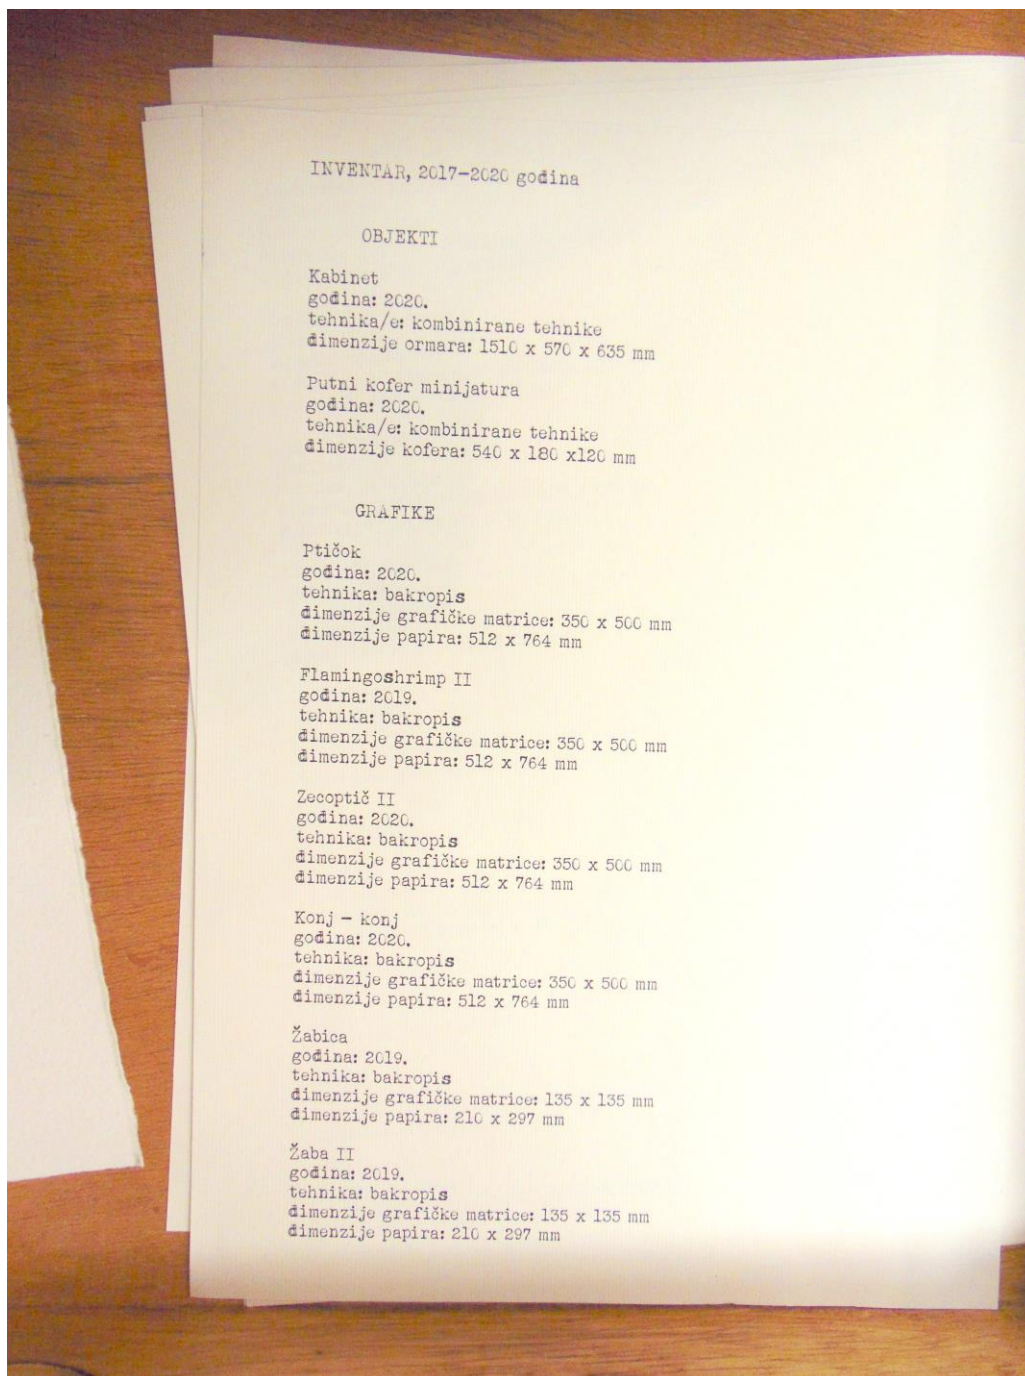 INVENTAR, 2017-2020 godina
OBJEKTI
Kabinet
godina: 2020.
tehnika/e: kombinirane tehnike
dimenzije ormara: 1510 x 570 x 635 mm
Putni kofer minijatura
godina: 2020.
tehnika/e: kombinirane tehnike
dimenzije kofera: 540 x 180 x120 mm
GRAFIKE
Ptičok
godina: 2020.
tehnika: bakropis
dimenzije grafičke matrice: 350 x 500 mm
dimenzije papira: 512 x 764 mm
Flamingoshrimp II
godina: 2019.
tehnika: bakropis
dimenzije grafičke matrice: 350 x 500 mm
dimenzije papira: 512 x 764 mm
Zecoptič II
godina: 2020.
tehnika: bakropis
dimenzije grafičke matrice: 350 x 500 mm
dimenzije papira: 512 x 764 mm
Konj - konj
godina: 2020.
tehnika: bakropis
dimenzije grafičke matrice: 350 x 500 mm
dimenzije papira: 512 x 764 mm
Žabica
godina: 2019.
tehnika: bakropis
dimenzije grafičke matrice: 135 x 135 mm
dimenzije papira: 210 x 297 mm
Žaba II
godina: 2019.
tehnika: bakropis
dimenzije grafičke matrice: 135 x 135 mm
dimenzije papira: 210 x 297 mm